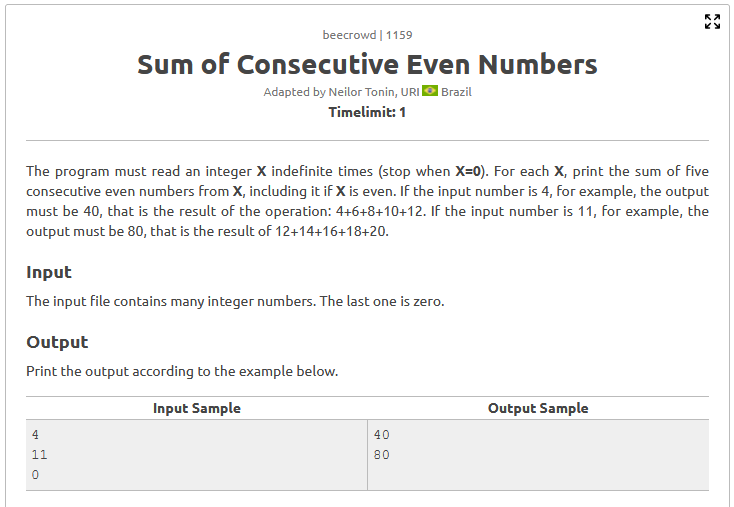 beecrowd | 1159
Sum of Consecutive Even Numbers
Adapted by Neilor Tonin, URI Brazil
Timelimit: 1
The program must read an integer X indefinite times (stop when X=0). For each X, print the sum of five
consecutive even numbers from X, including it if X is even. If the input number is 4, for example, the output
must be 40, that is the result of the operation: 4+6+8+10+12. If the input number is 11, for example, the
output must be 80, that is the result of 12+14+16+18+20.
Input
The input file contains many integer numbers. The last one is zero.
Output
Print the output according to the example below.
Input Sample Output Sample
4 40
11 80
0